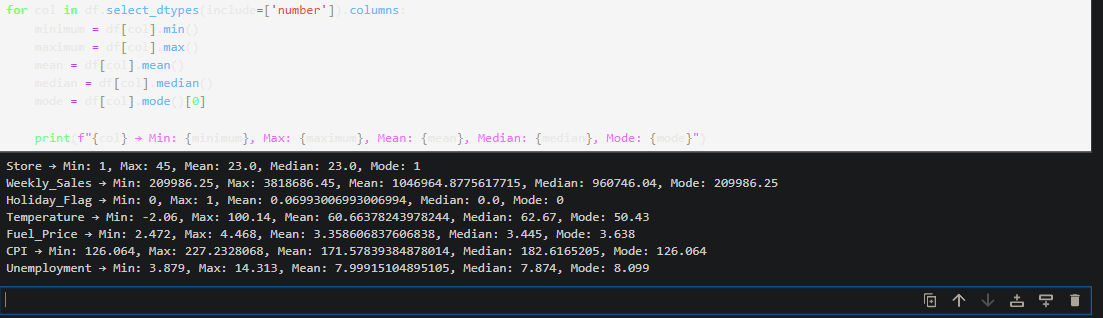 for col in df.select_dtypes(include=['number']).columns:
    minimum = df[col].min()
    maximum = df[col].max()
    mean = df[col].mean()
    median = df[col].median()
    mode = df[col].mode()[0]
    print(f"{col} → Min: {minimum}, Max: {maximum}, Mean: {mean}, Median: {median}, Mode: {mode}")
Store → Min: 1, Max: 45, Mean: 23.0, Median: 23.0, Mode: 1
Weekly_Sales → Min: 209986.25, Max: 3818686.45, Mean: 1046964.8775617715, Median: 960746.04, Mode: 209986.25
Holiday_Flag → Min: 0, Max: 1, Mean: 0.06993006993006994, Median: 0.0, Mode: 0
Temperature → Min: -2.06, Max: 100.14, Mean: 60.66378243978244, Median: 62.67, Mode: 50.43
Fuel_Price → Min: 2.472, Max: 4.468, Mean: 3.358606837606838, Median: 3.445, Mode: 3.638
CPI → Min: 126.064, Max: 227.2328068, Mean: 171.57839384878014, Median: 182.6165205, Mode: 126.064
Unemployment → Min: 3.879, Max: 14.313, Mean: 7.99915104895105, Median: 7.874, Mode: 8.099